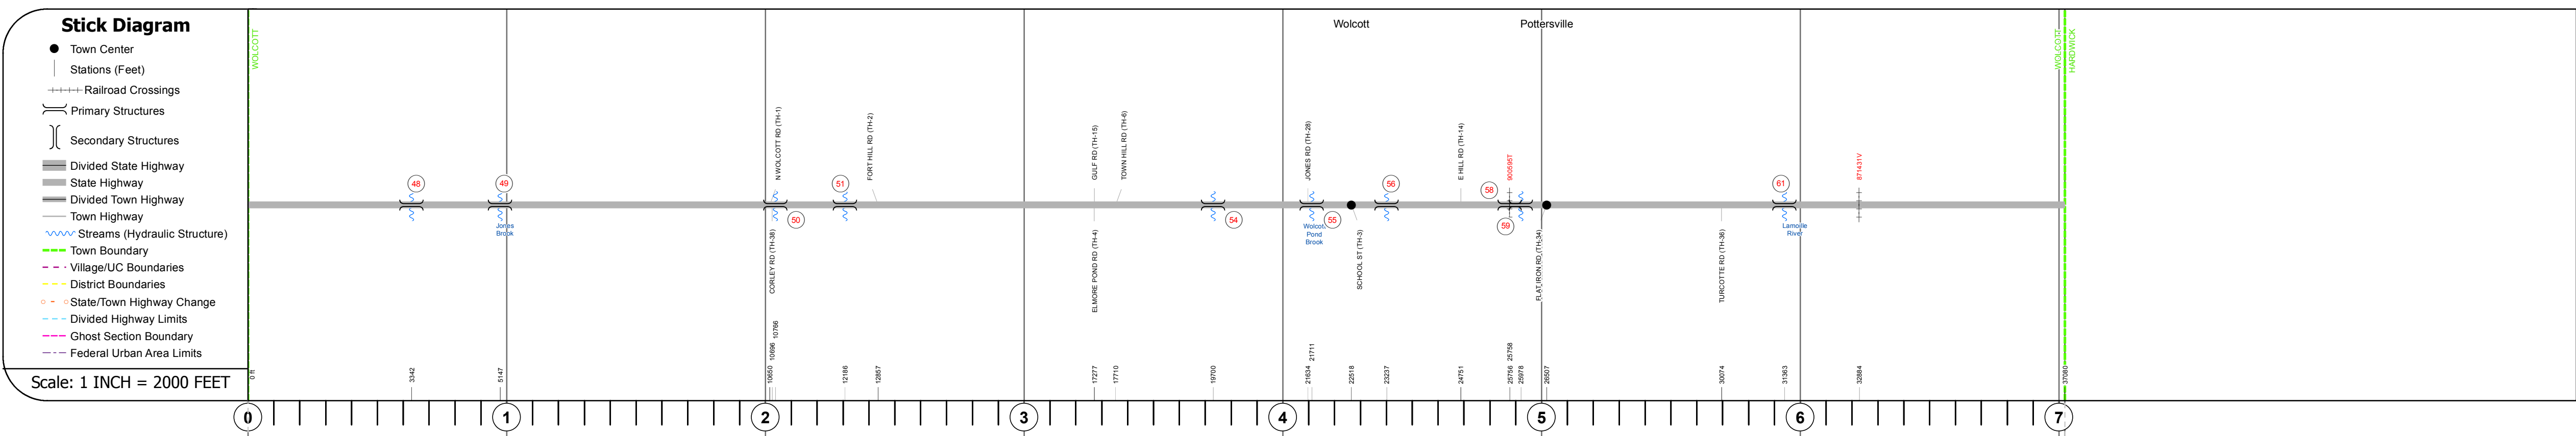 Stick Diagram
Town Center
Stations (Feet)
Railroad Crossings
Primary Structures
Secondary Structures
Divided State Highway
State Highway
Divided Town Highway
Town Highway
Streams (Hydraulic Structure)
Town Boundary
Village/UC Boundaries
District Boundaries
State/Town Highway Change
Divided Highway Limits
Ghost Section Boundary
Federal Urban Area Limits
Scale: 1 INCH = 2000 FEET
Wolcott
Pottersville
WOLCOTT
WOLCOTT
HARDWICK
N WOLCOTT RD (TH-1)
FORT HILL RD (TH-2)
GULF RD (TH-15)
TOWN HILL RD (TH-6)
JONES RD (TH-28)
E HILL RD (TH-14)
900595T
871431V
48
49
51
56
58
61
50
54
55
59
Jones
Brook
Wolcott
Pond
Brook
Lamoille
River
CORLEY RD (TH-38)
ELMORE POND RD (TH-4)
SCHOOL ST (TH-3)
FLAT IRON RD (TH-34)
TURCOTTE RD (TH-36)
0 ft
3342
5147
10650
10696
10766
12186
12857
17277
17710
19700
21634
21711
22518
23237
24751
25756
25758
25978
26507
30074
31363
32884
37080
0
1
2
3
4
5
6
7